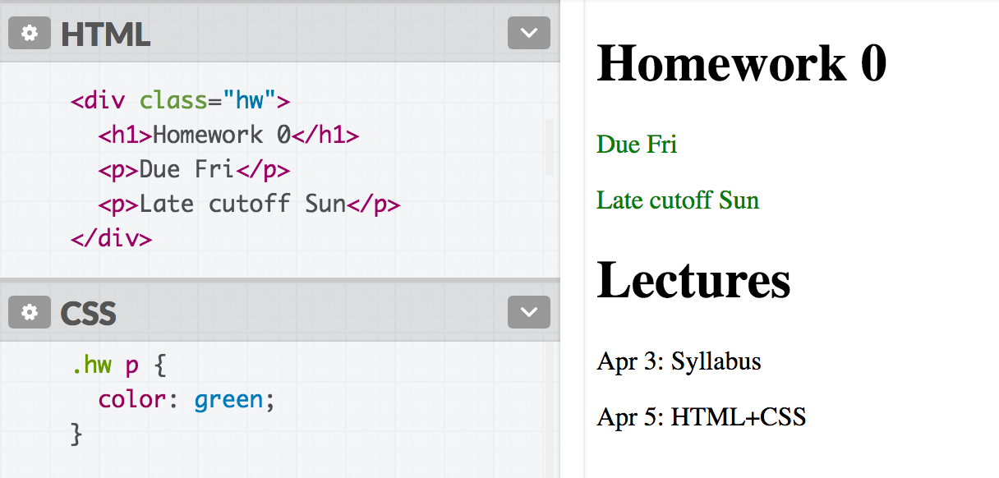 HTML
<div class="hw">
<h1>Homework 0</h1>
<p>Due Fri</p>
<p>Late cutoff Sun</p>
</div>
CSS
.hw p {
color: green;
}
Homework 0
Due Fri
Late cutoff Sun
Lectures
Apr 3: Syllabus
Apr 5: HTML+CSS